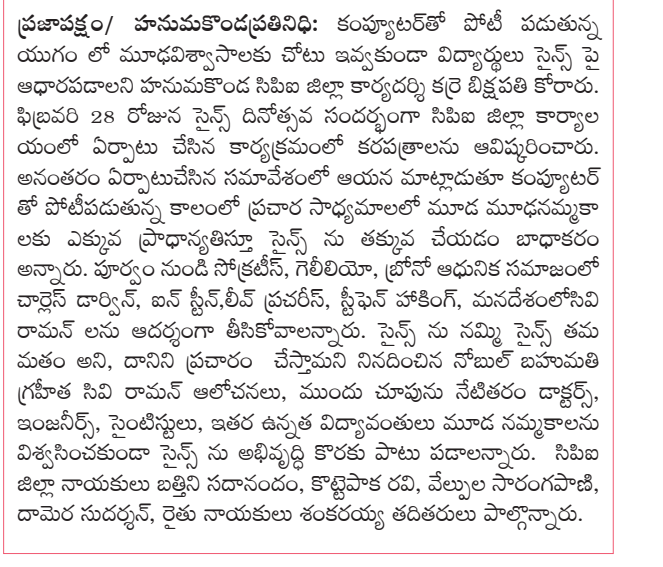 ప్రజాపక్షం/ హనుమకొండప్రతినిధి: కంప్యూటర్‌తో పోటీ పడుతున్న
యుగం లో మూఢవిశ్వాసాలకు చోటు ఇవ్వకుండా విద్యార్థులు సైన్స్ పై
ఆధారపడాలని హనుమకొండ సిపిఐ జిల్లా కార్యదర్శి కర్రె బిక్షపతి కోరారు.
ఫిబ్రవరి 28 రోజున సైన్స్ దినోత్సవ సందర్భంగా సిపిఐ జిల్లా కార్యాల
యంలో ఏర్పాటు చేసిన కార్యక్రమంలో కరపత్రాలను ఆవిష్కరించారు.
అనంతరం ఏర్పాటుచేసిన సమావేశంలో ఆయన మాట్లాడుతూ కంప్యూటర్
తో పోటీపడుతున్న కాలంలో ప్రచార సాధ్యమాలలో మూడ మూఢనమ్మకా
లకు ఎక్కువ ప్రాధాన్యతిస్తూ సైన్స్ ను తక్కువ చేయడం బాధాకరం
అన్నారు. పూర్వం నుండి సోక్రటీస్, గెలీలియో, బ్రోనో ఆధునిక సమాజంలో
చార్లెస్ డార్విన్, ఐన్ స్టీన్,లీవ్ ప్రచరీస్, స్టీఫెన్ హాకింగ్, మనదేశంలోసివి
రామన్ లను ఆదర్శంగా తీసికోవాలన్నారు. సైన్స్ ను నమ్మి సైన్స్ తమ
మతం అని, దానిని ప్రచారం చేస్తామని నినదించిన నోబుల్ బహుమతి
గ్రహీత సివి రామన్ ఆలోచనలు, ముందు చూపును నేటితరం డాక్టర్స్,
ఇంజనీర్స్, సైంటిస్టులు, ఇతర ఉన్నత విద్యావంతులు మూడ నమ్మకాలను
విశ్వసించకుండా సైన్స్ ను అభివృద్ధి కొరకు పాటు పడాలన్నారు. సిపిఐ
జిల్లా నాయకులు బత్తిని సదానందం, కొట్టెపాక రవి, వేల్పుల సారంగపాణి,
దామెర సుదర్శన్, రైతు నాయకులు శంకరయ్య తదితరులు పాల్గొన్నారు.